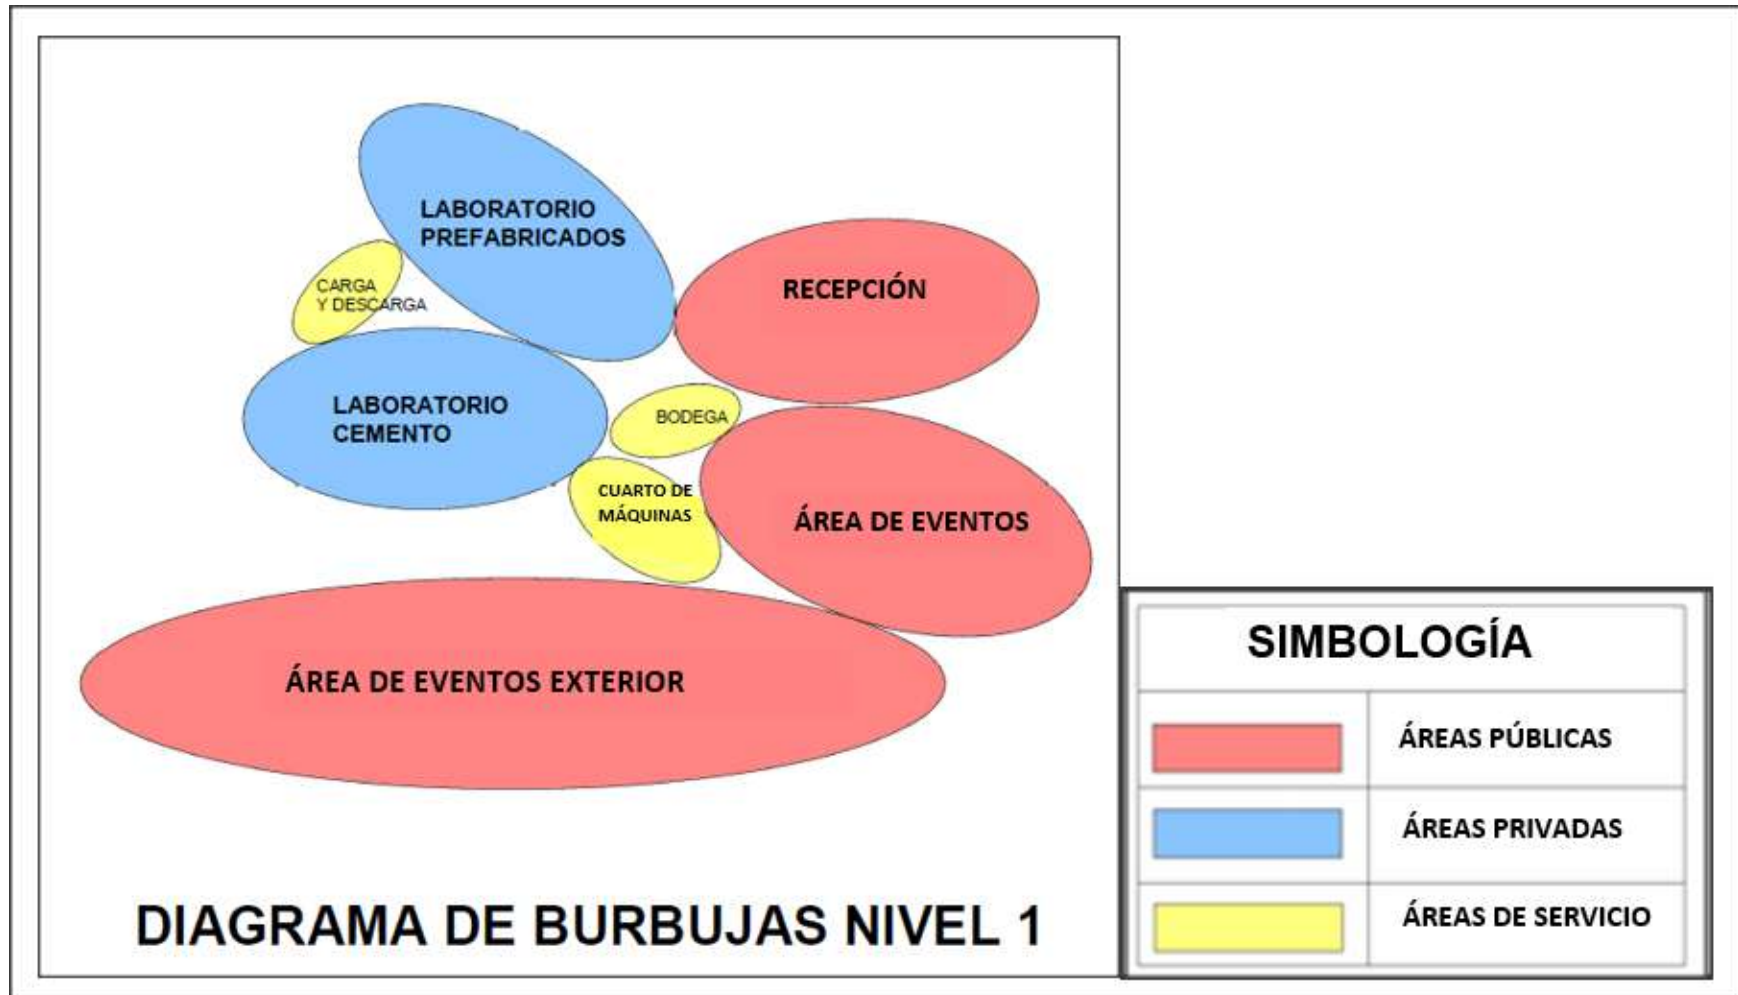 LABORATORIO
PREFABRICADOS
CARGA
Y DESCARGA
RECEPCIÓN
LABORATORIO
CEMENTO
BODEGA
CUARTO DE
MÁQUINAS
ÁREA DE EVENTOS
ÁREA DE EVENTOS EXTERIOR
DIAGRAMA DE BURBUJAS NIVEL 1
SIMBOLOGÍA
ÁREAS PÚBLICAS
ÁREAS PRIVADAS
ÁREAS DE SERVICIO